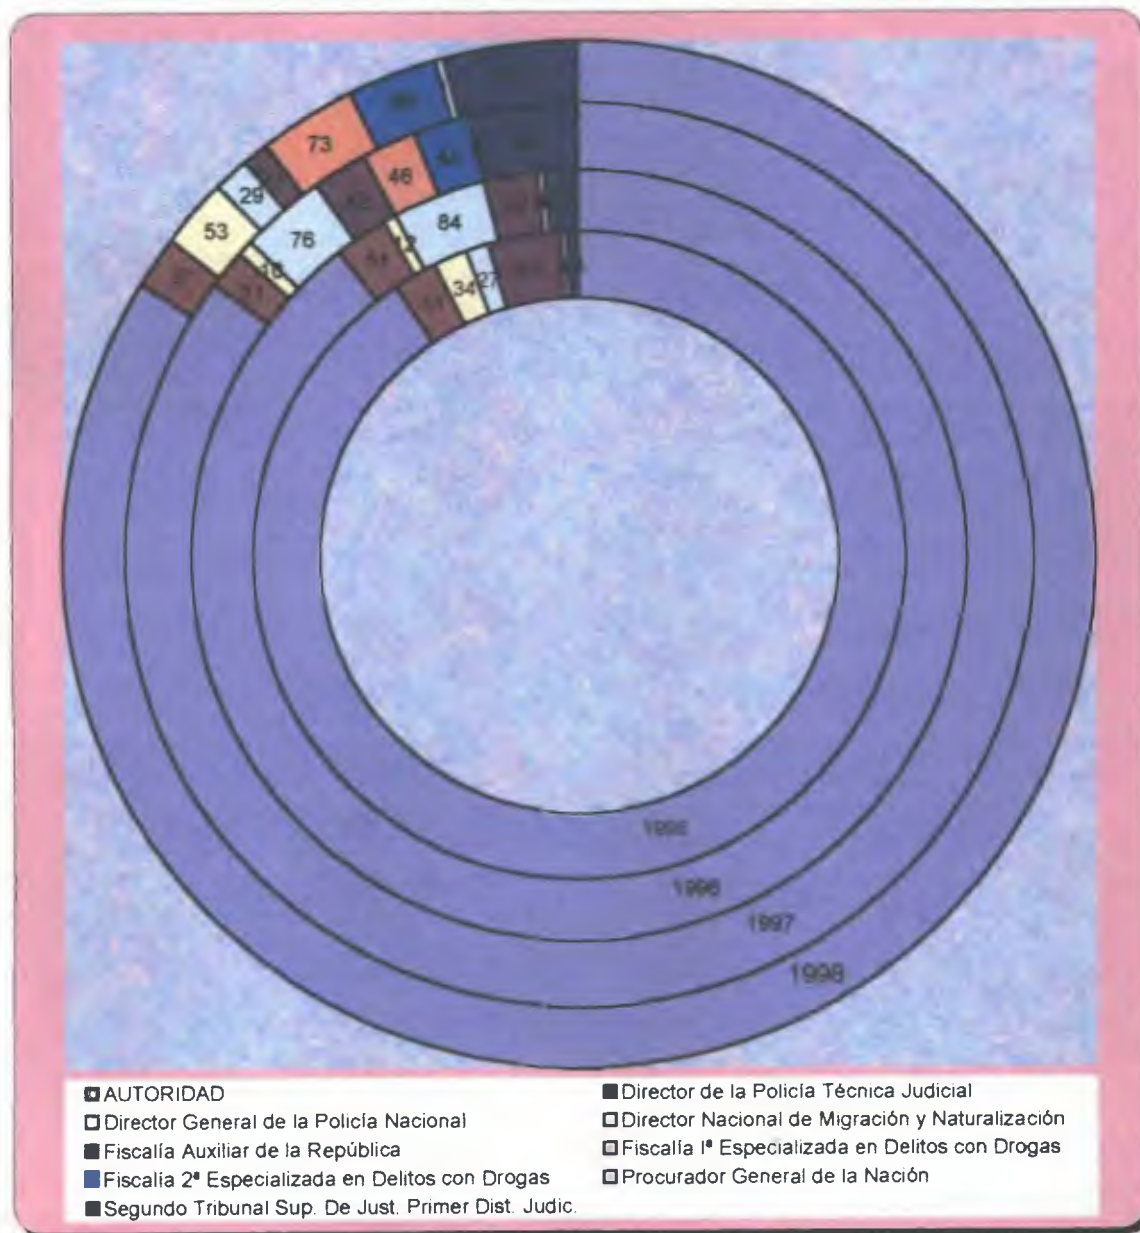 73
29
46
53
76
84
34
27
1996
1997
1998
AUTORIDAD
Director de la Policía Técnica Judicial
Director General de la Policía Nacional
Director Nacional de Migración y Naturalización
Fiscalía Auxiliar de la República
Fiscalía Iª Especializada en Delitos con Drogas
Fiscalía 2ª Especializada en Delitos con Drogas
Procurador General de la Nación
Segundo Tribunal Sup. De Just. Primer Dist. Judic.